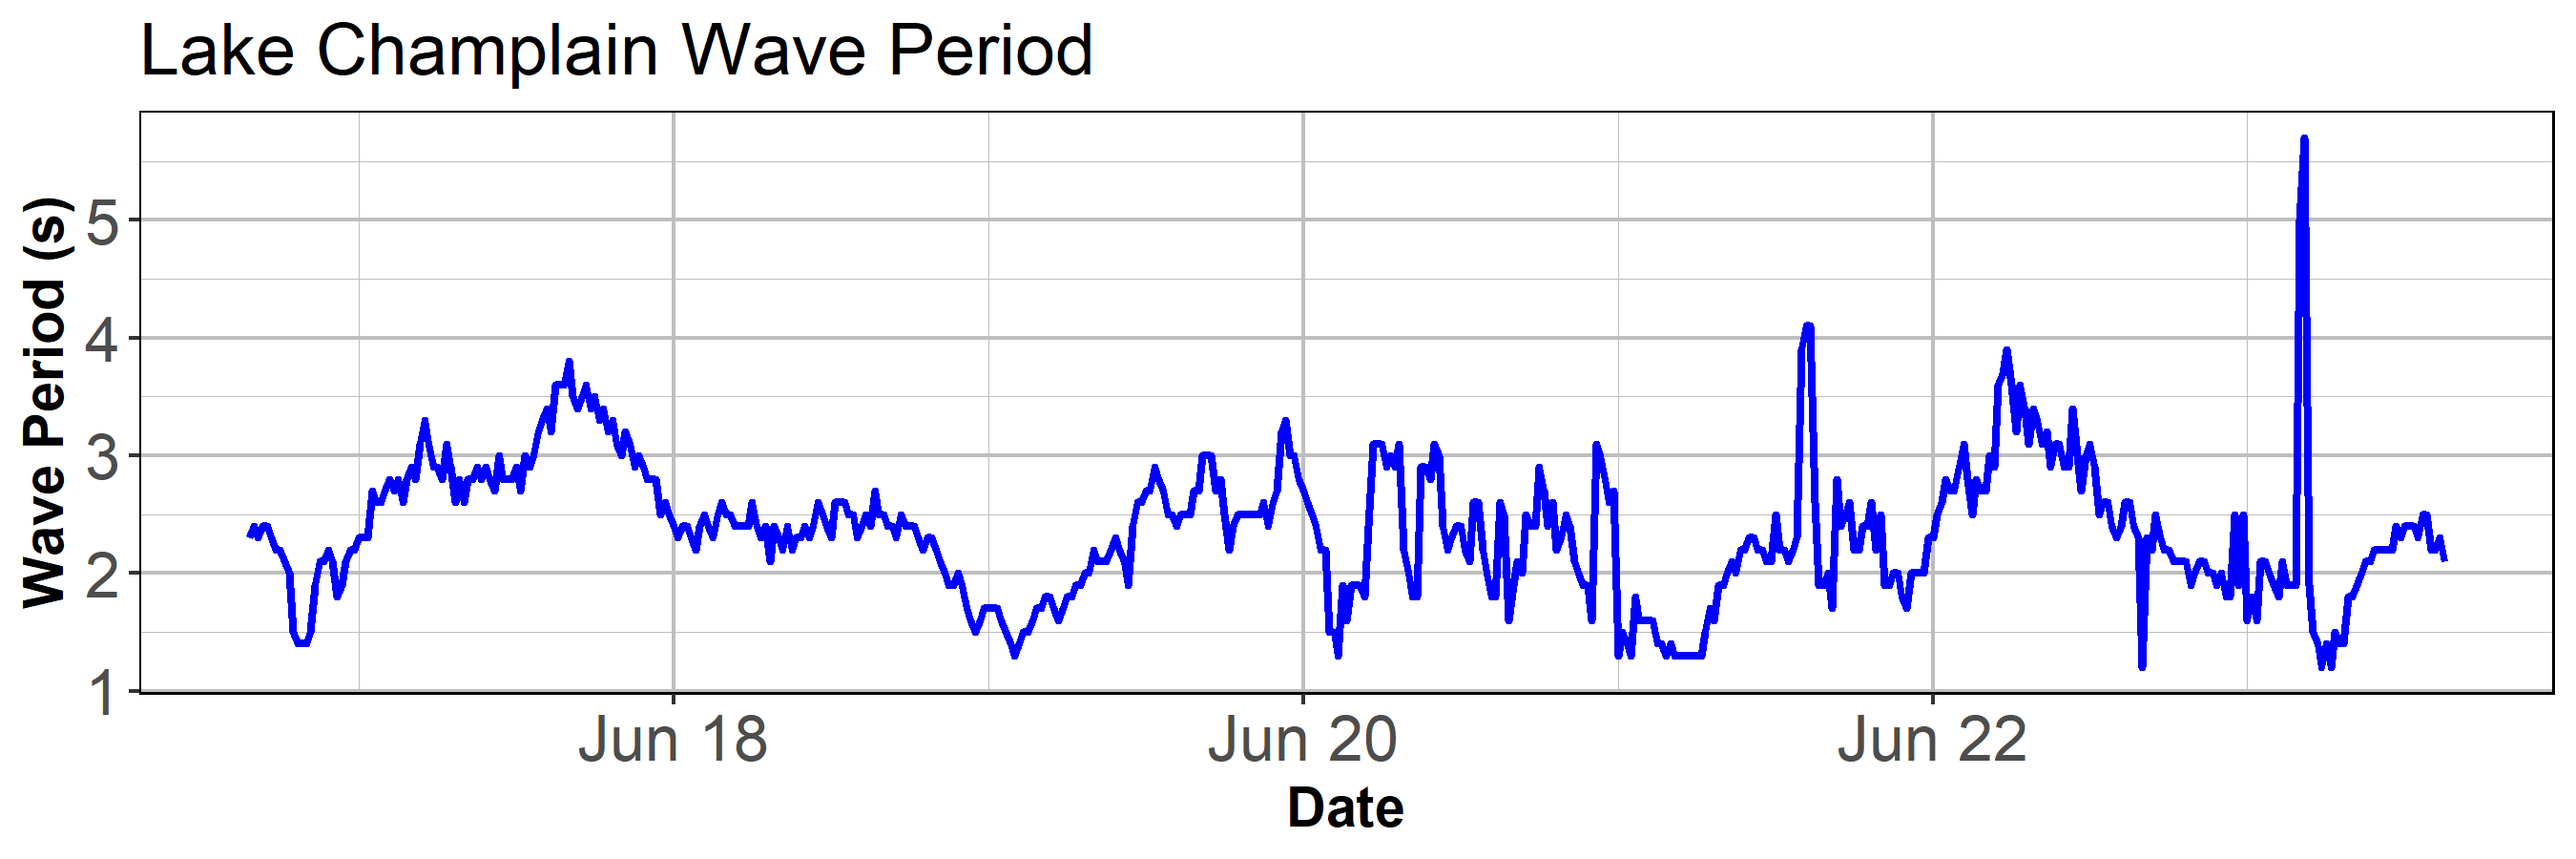 Lake Champlain Wave Period
Wave Period (s)
5
4
3
2
1
Jun 18
Jun 20
Jun 22
Date